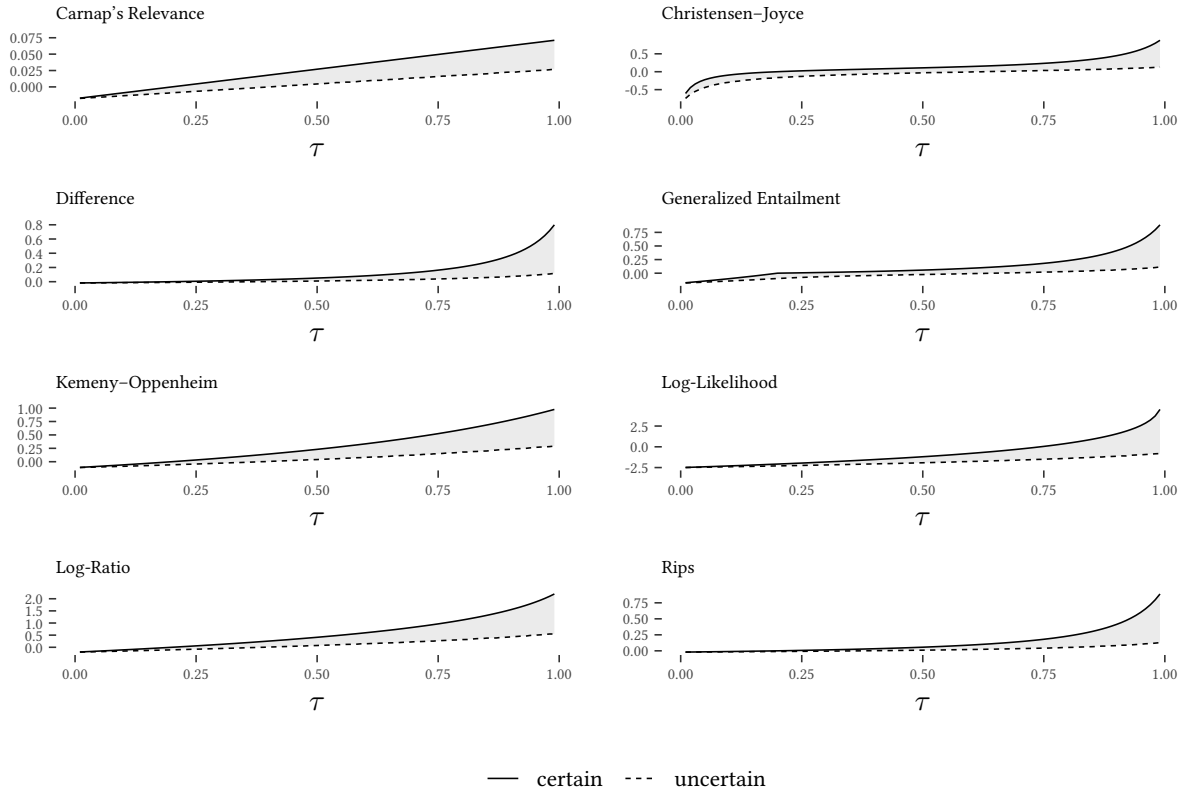 Carnap’s Relevance
0.075
0.050
0.025
0.000
0.00 0.25 0.50 0.75 1.00
τ
Christensen–Joyce
0.5
0.0
-0.5
0.00 0.25 0.50 0.75 1.00
τ
Difference
0.8
0.6
0.4
0.2
0.0
0.00 0.25 0.50 0.75 1.00
τ
Generalized Entailment
0.75
0.50
0.25
0.00
0.00 0.25 0.50 0.75 1.00
τ
Kemeny–Oppenheim
1.00
0.75
0.50
0.25
0.00
0.00 0.25 0.50 0.75 1.00
τ
Log-Likelihood
2.5
0.0
-2.5
0.00 0.25 0.50 0.75 1.00
τ
Log-Ratio
2.0
1.5
1.0
0.5
0.0
0.00 0.25 0.50 0.75 1.00
τ
Rips
0.75
0.50
0.25
0.00
0.00 0.25 0.50 0.75 1.00
τ
certain uncertain